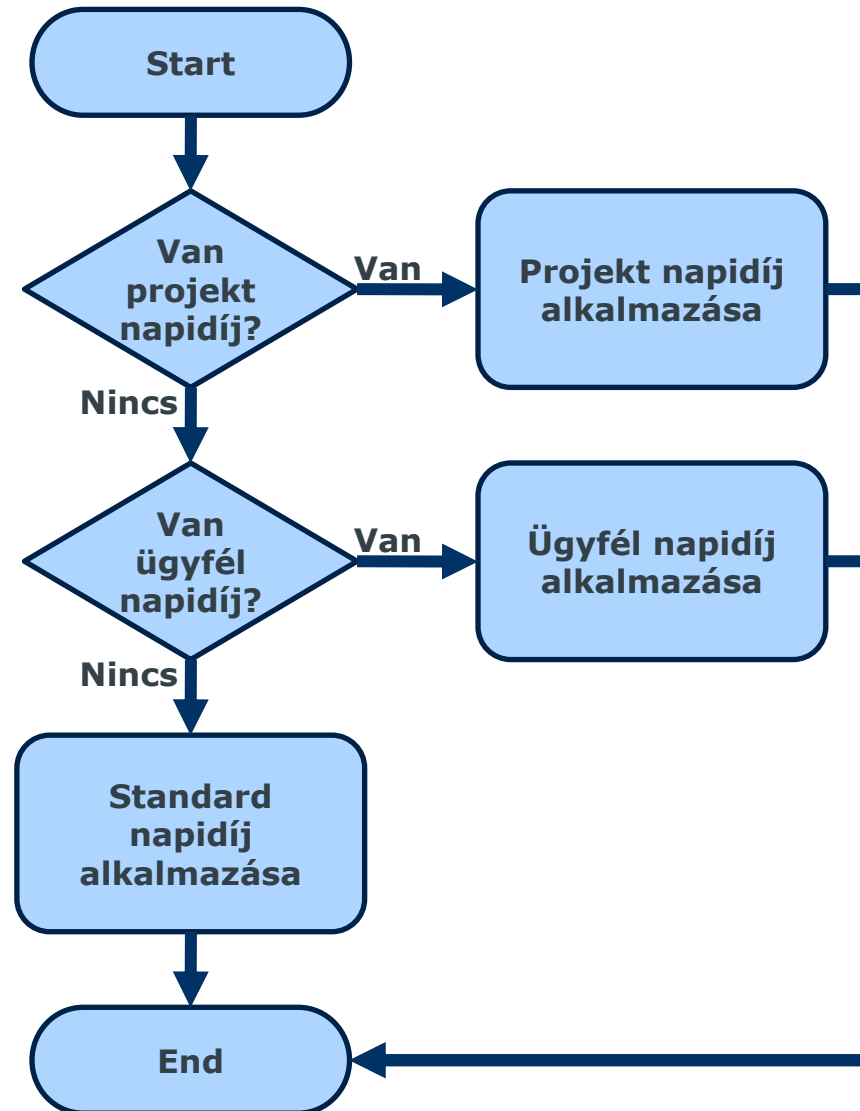 Start
Van
projekt
napidíj?
Van
Projekt napidíj
alkalmazása
Nincs
Van
ügyfél
napidíj?
Van
Ügyfél napidíj
alkalmazása
Nincs
Standard
napidíj
alkalmazása
End